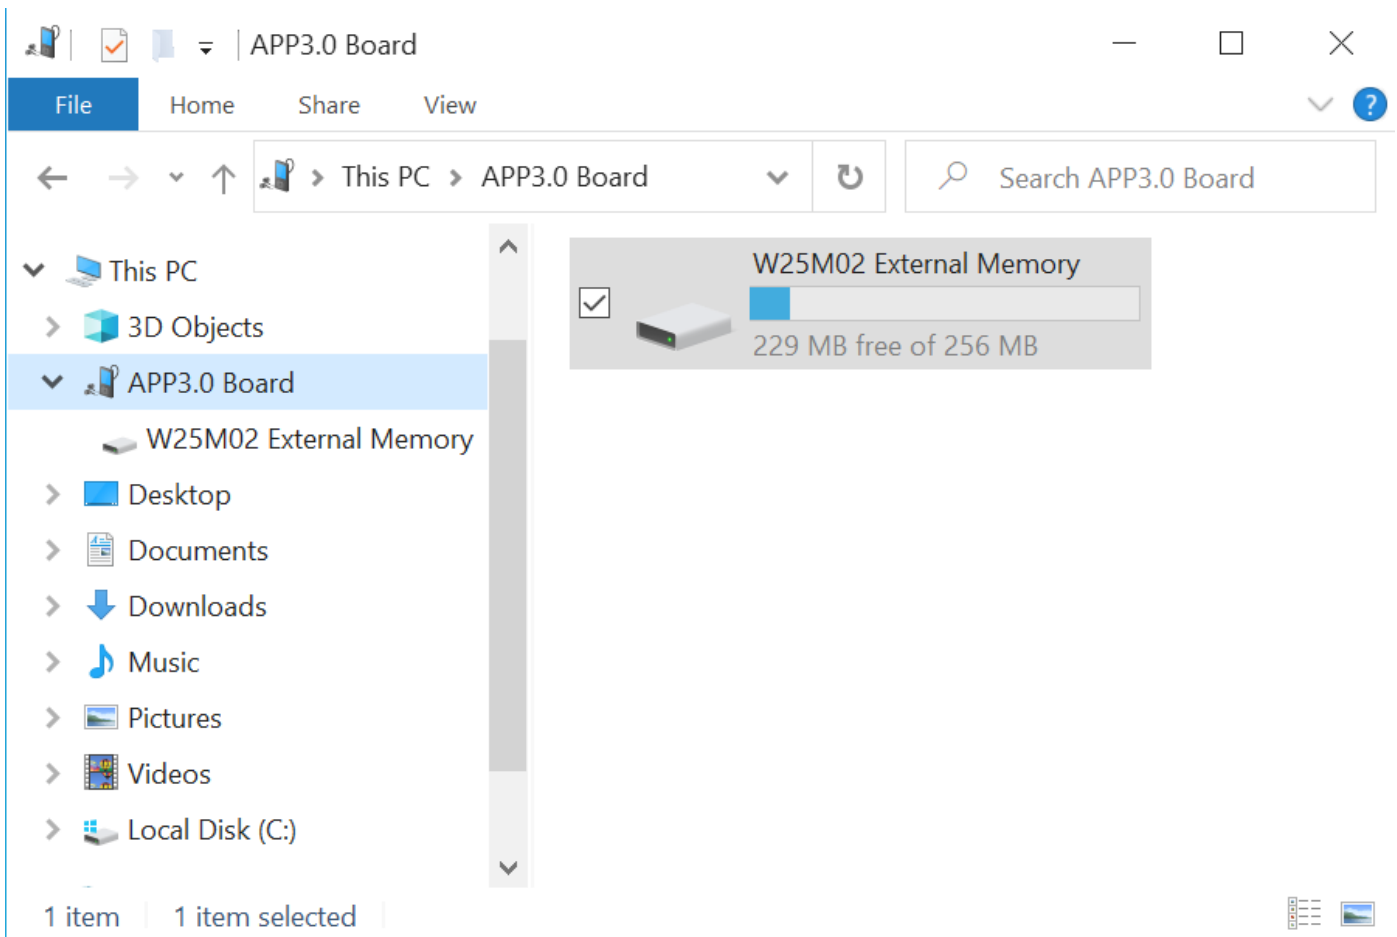 APP3.0 Board
File Home Share View
This PC APP3.0 Board
Search APP3.0 Board
This PC
3D Objects
APP3.0 Board
W25M02 External Memory
Desktop
Documents
Downloads
Music
Pictures
Videos
Local Disk (C:)
W25M02 External Memory
229 MB free of 256 MB
1 item 1 item selected